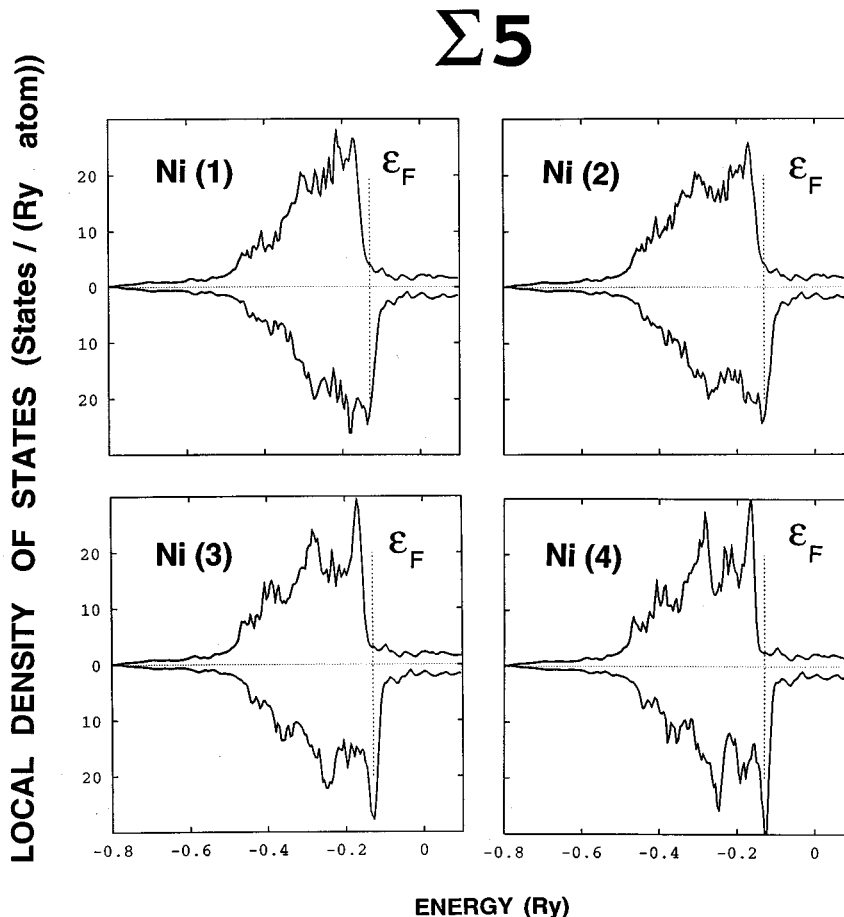 Σ5
LOCAL DENSITY OF STATES (States / (Ry atom))
Ni (1)
εF
20
10
0
10
20
Ni (2)
εF
Ni (3)
εF
20
10
0
10
20
-0.8
-0.6
-0.4
-0.2
0
Ni (4)
εF
-0.8
-0.6
-0.4
-0.2
0
ENERGY (Ry)